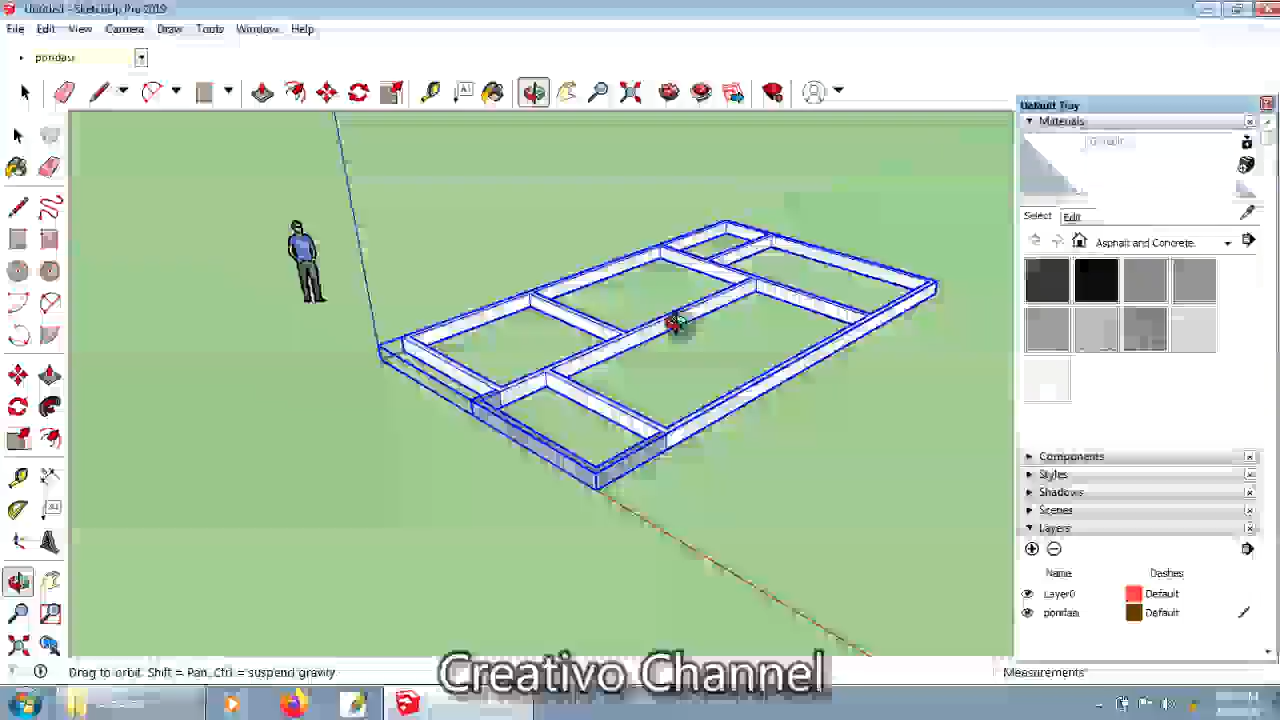 Untitled - SketchUp Pro 2019
File Edit View Camera Draw Tools Window Help
pondasi
Default Tray
Materials
Select Edit
Asphalt and Concrete
Components
Styles
Shadows
Scenes
Layers
Name Dashes
Layer0 Default
pondasi Default
Drag to orbit. Shift = Pan, Ctrl = suspend gravity
Measurements
Creativo Channel